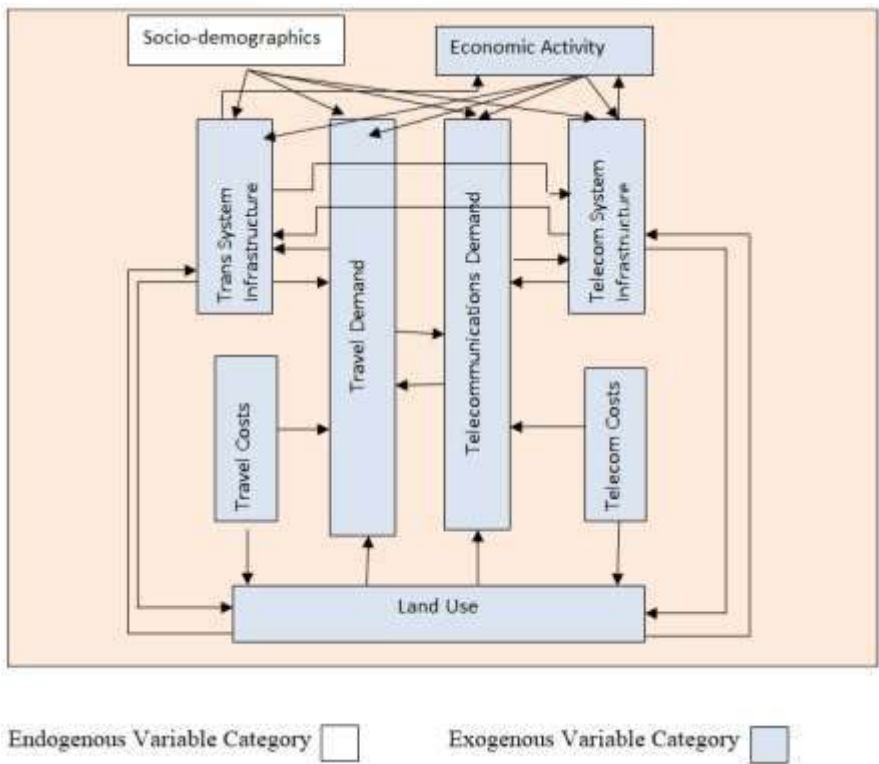 Socio-demographics
Economic Activity
Trans System
Infrastructure
Travel Demand
Telecommunications Demand
Telecom System
Infrastructure
Travel Costs
Telecom Costs
Land Use
Endogenous Variable Category
Exogenous Variable Category